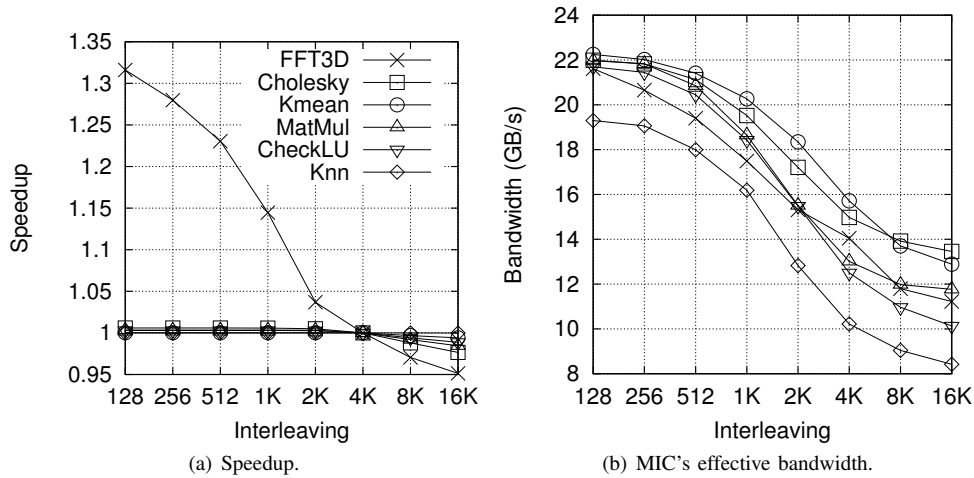 1.35
1.3
1.25
1.2
1.15
1.1
1.05
1
0.95
Speedup
FFT3D
Cholesky
Kmean
MatMul
CheckLU
Knn
128 256 512 1K 2K 4K 8K 16K
Interleaving
(a) Speedup.
24
22
20
18
16
14
12
10
8
Bandwidth (GB/s)
128 256 512 1K 2K 4K 8K 16K
Interleaving
(b) MIC's effective bandwidth.